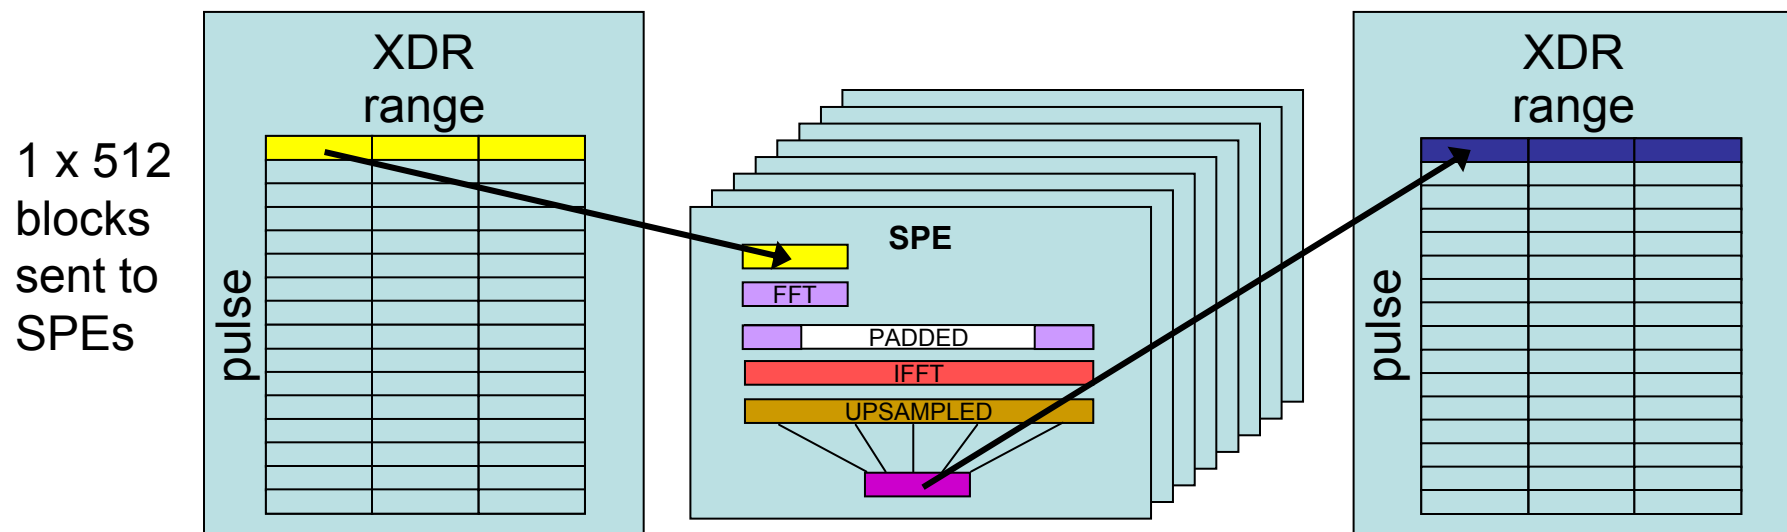 1 x 512
blocks
sent to
SPEs
XDR
range
pulse
SPE
FFT
PADDED
IFFT
UPSAMPLED
XDR
range
pulse